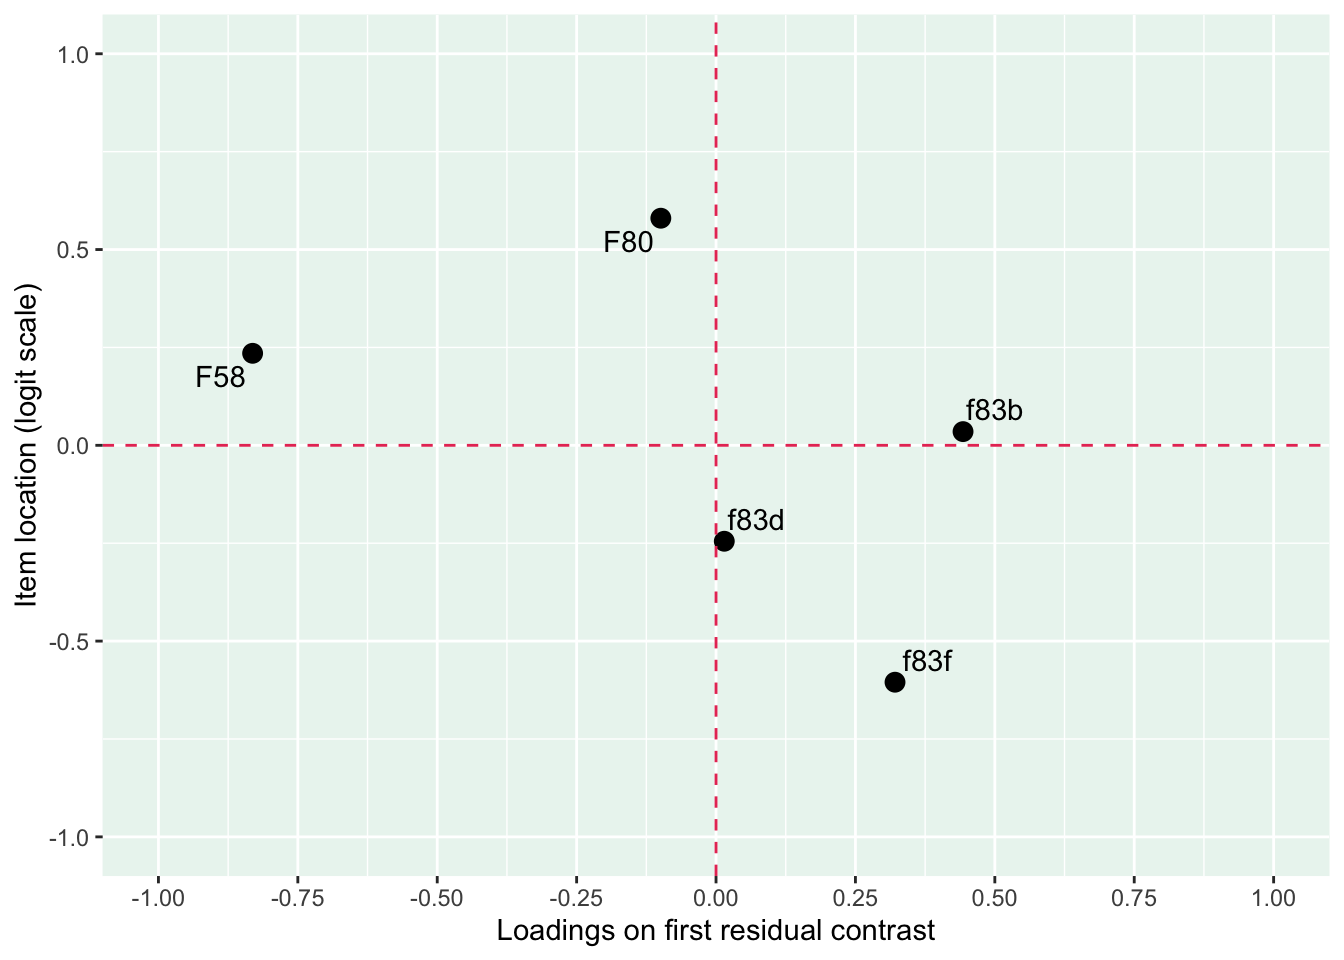 1.0
0.5
0.0
-0.5
-1.0
Item location (logit scale)
F80
F58
f83b
f83d
f83f
-1.00 -0.75 -0.50 -0.25 0.00 0.25 0.50 0.75 1.00
Loadings on first residual contrast